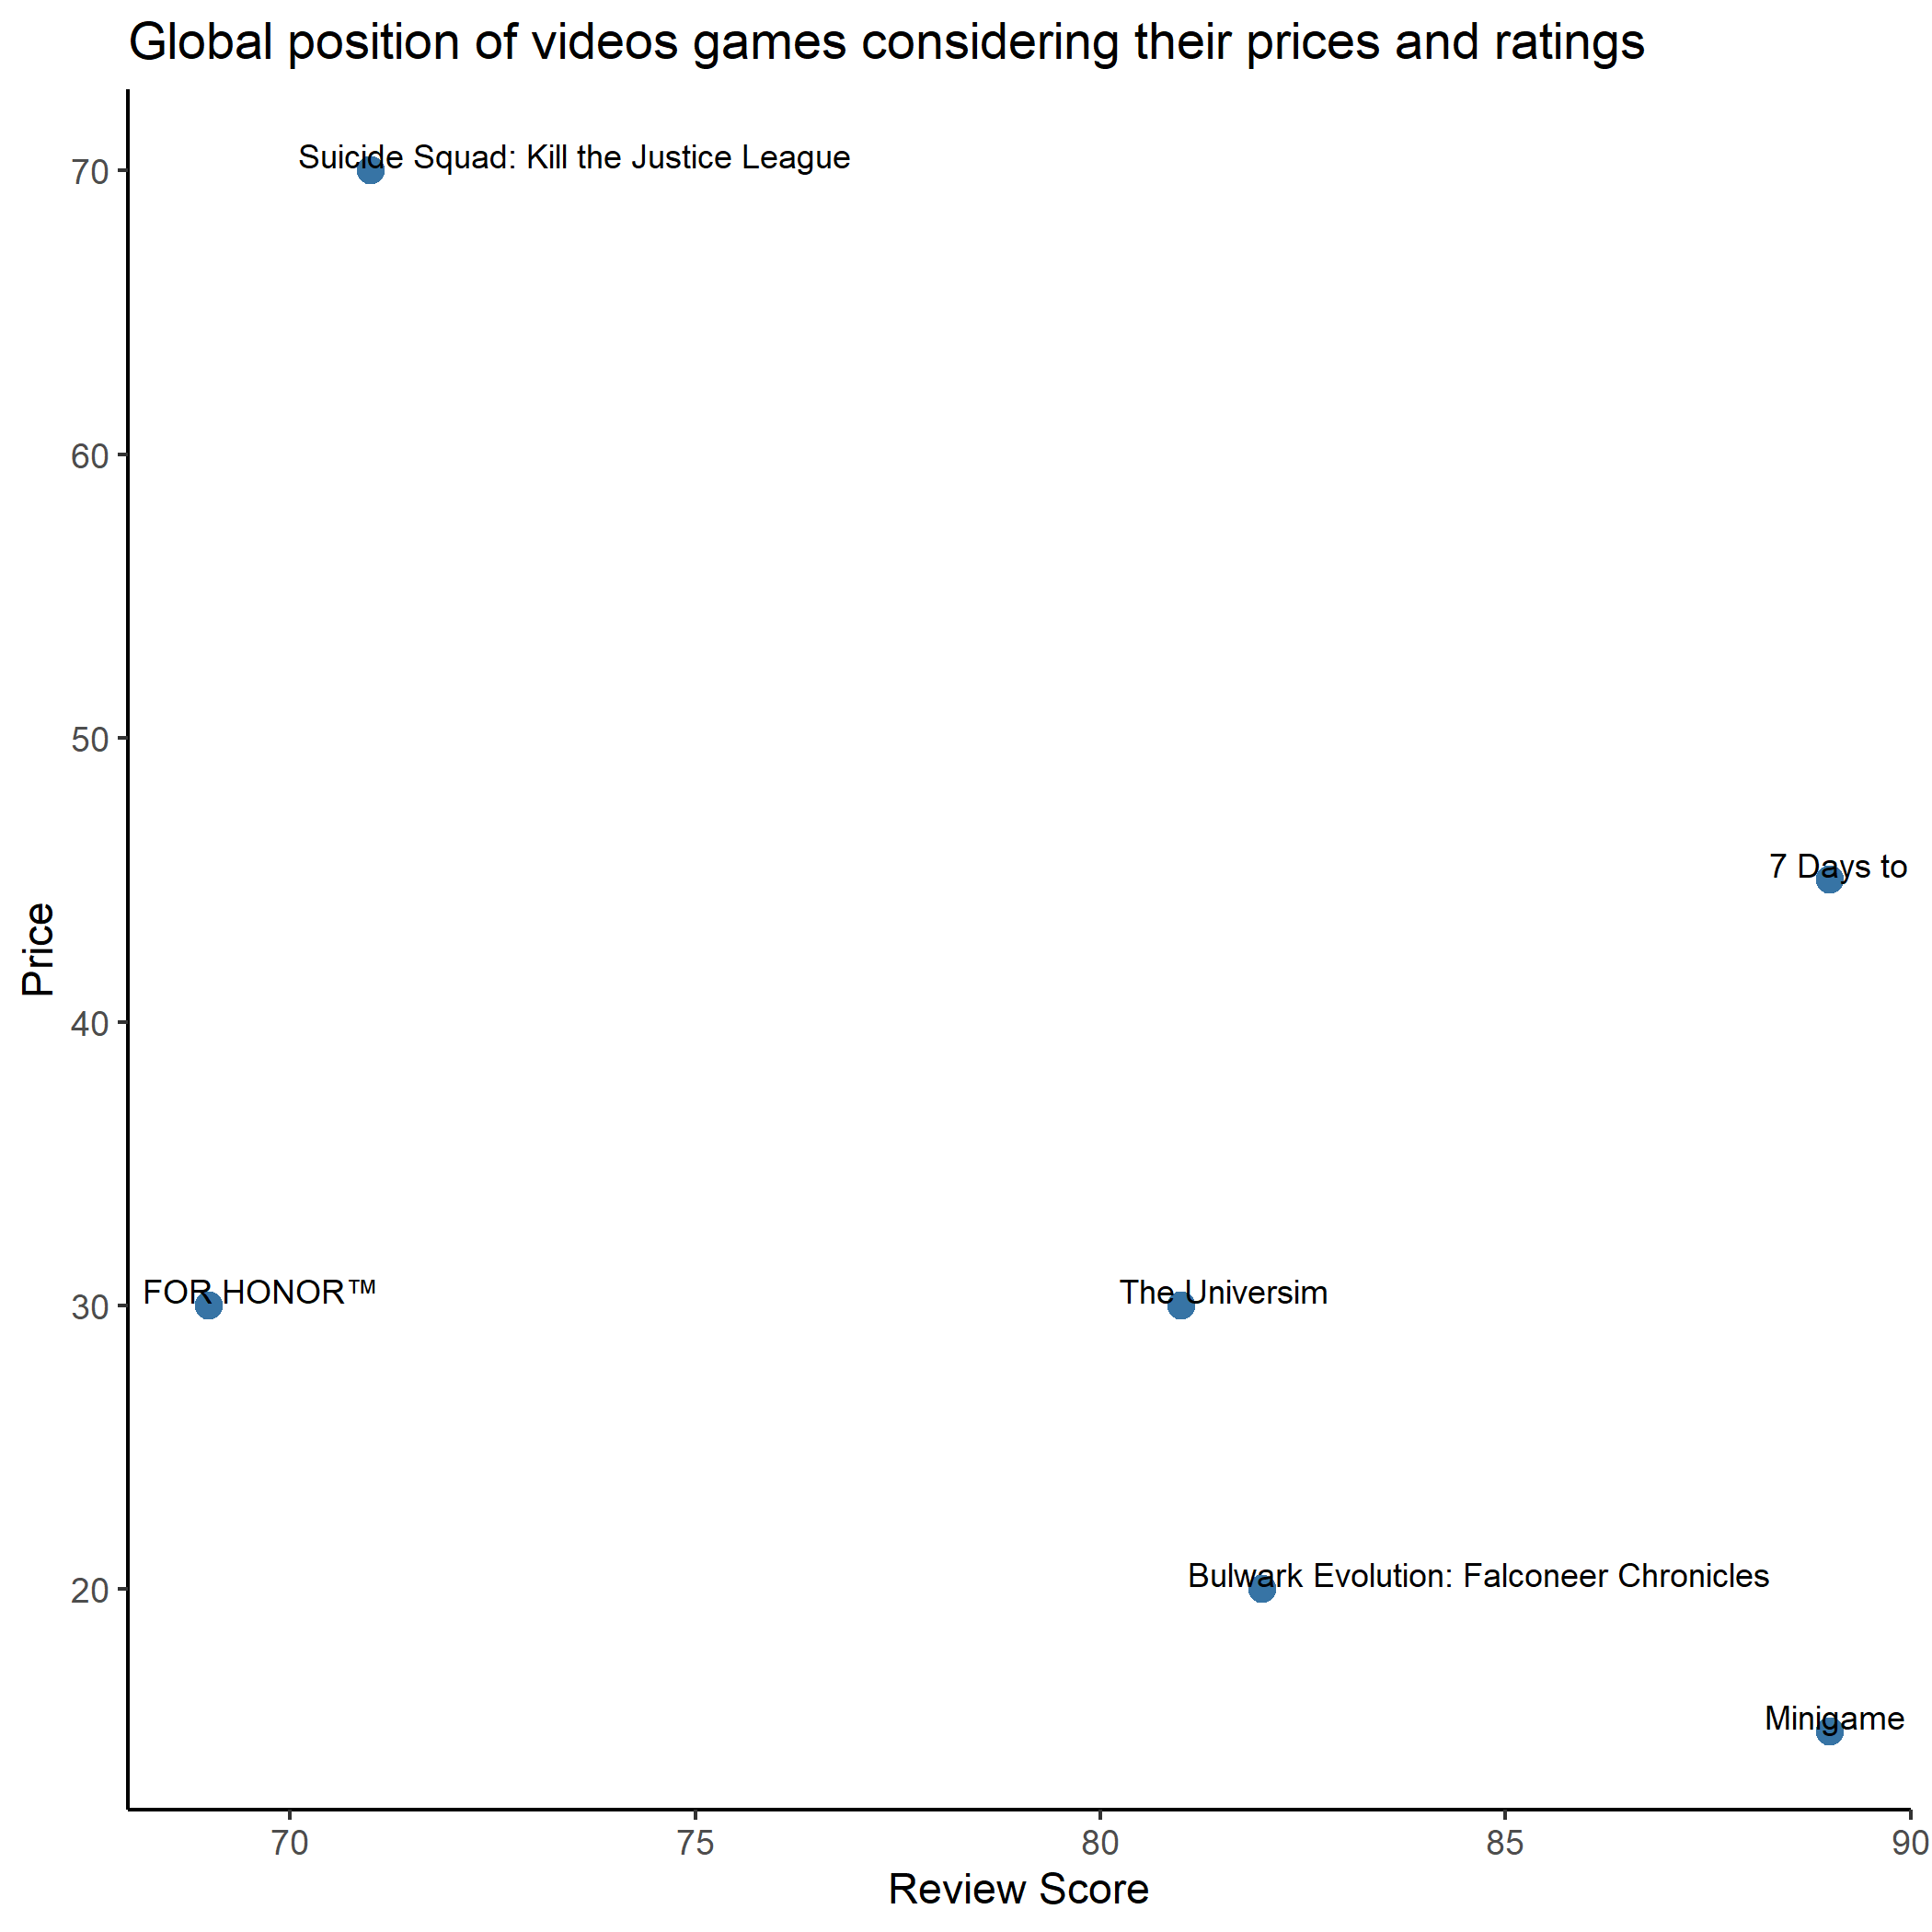 Global position of videos games considering their prices and ratings
Suicide Squad: Kill the Justice League
70
60
50
7 Days to
Price
40
FOR HONOR™
The Universim
30
Bulwark Evolution: Falconeer Chronicles
20
Minigame
70 75 80 85 90
Review Score